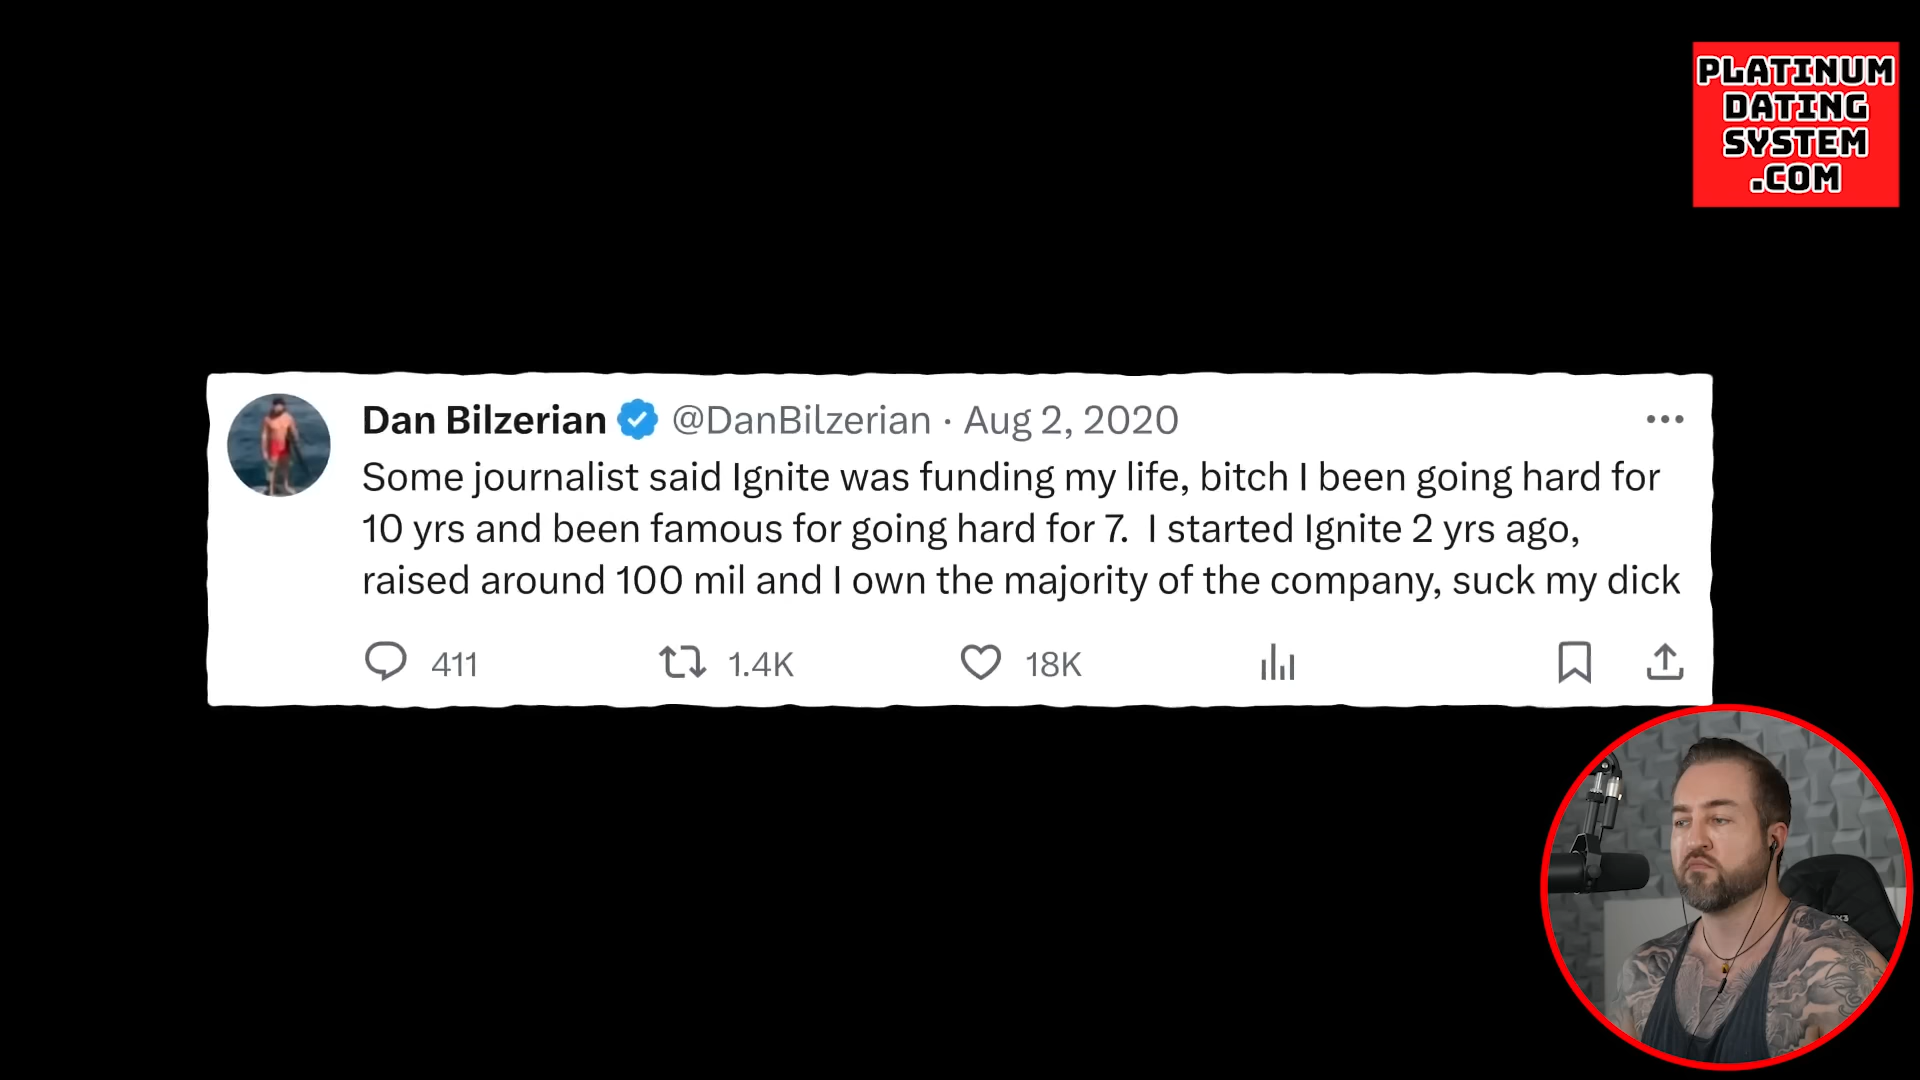 PLATINUM
DATING
SYSTEM
.COM
Dan Bilzerian @DanBilzerian · Aug 2, 2020
Some journalist said Ignite was funding my life, bitch I been going hard for
10 yrs and been famous for going hard for 7.  I started Ignite 2 yrs ago,
raised around 100 mil and I own the majority of the company, suck my dick
411 1.4K 18K